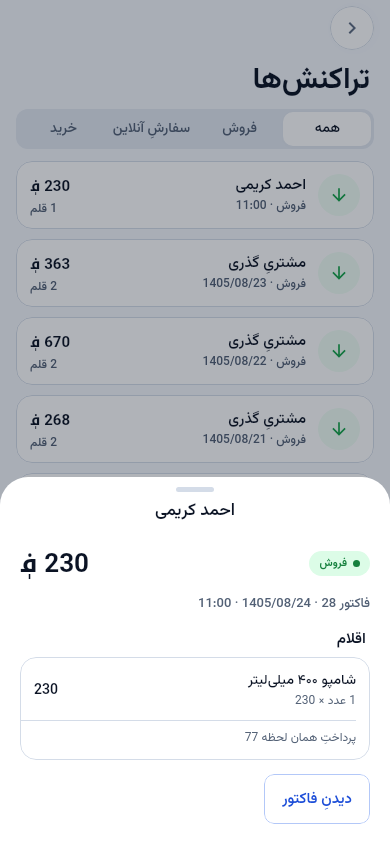 تراکنش‌ها
همه
فروش
سفارشِ آنلاین
خرید
احمد کریمی
230 ؋
فروش · 11:00
1 قلم
مشتریِ گذری
363 ؋
فروش · 1405/08/23
2 قلم
مشتریِ گذری
670 ؋
فروش · 1405/08/22
2 قلم
مشتریِ گذری
268 ؋
فروش · 1405/08/21
2 قلم
احمد کریمی
فروش
230 ؋
فاکتور 28 · 1405/08/24 · 11:00
اقلام
شامپو ۴۰۰ میلی‌لیتر
230
1 عدد × 230
پرداختِ همان لحظه 77
دیدنِ فاکتور